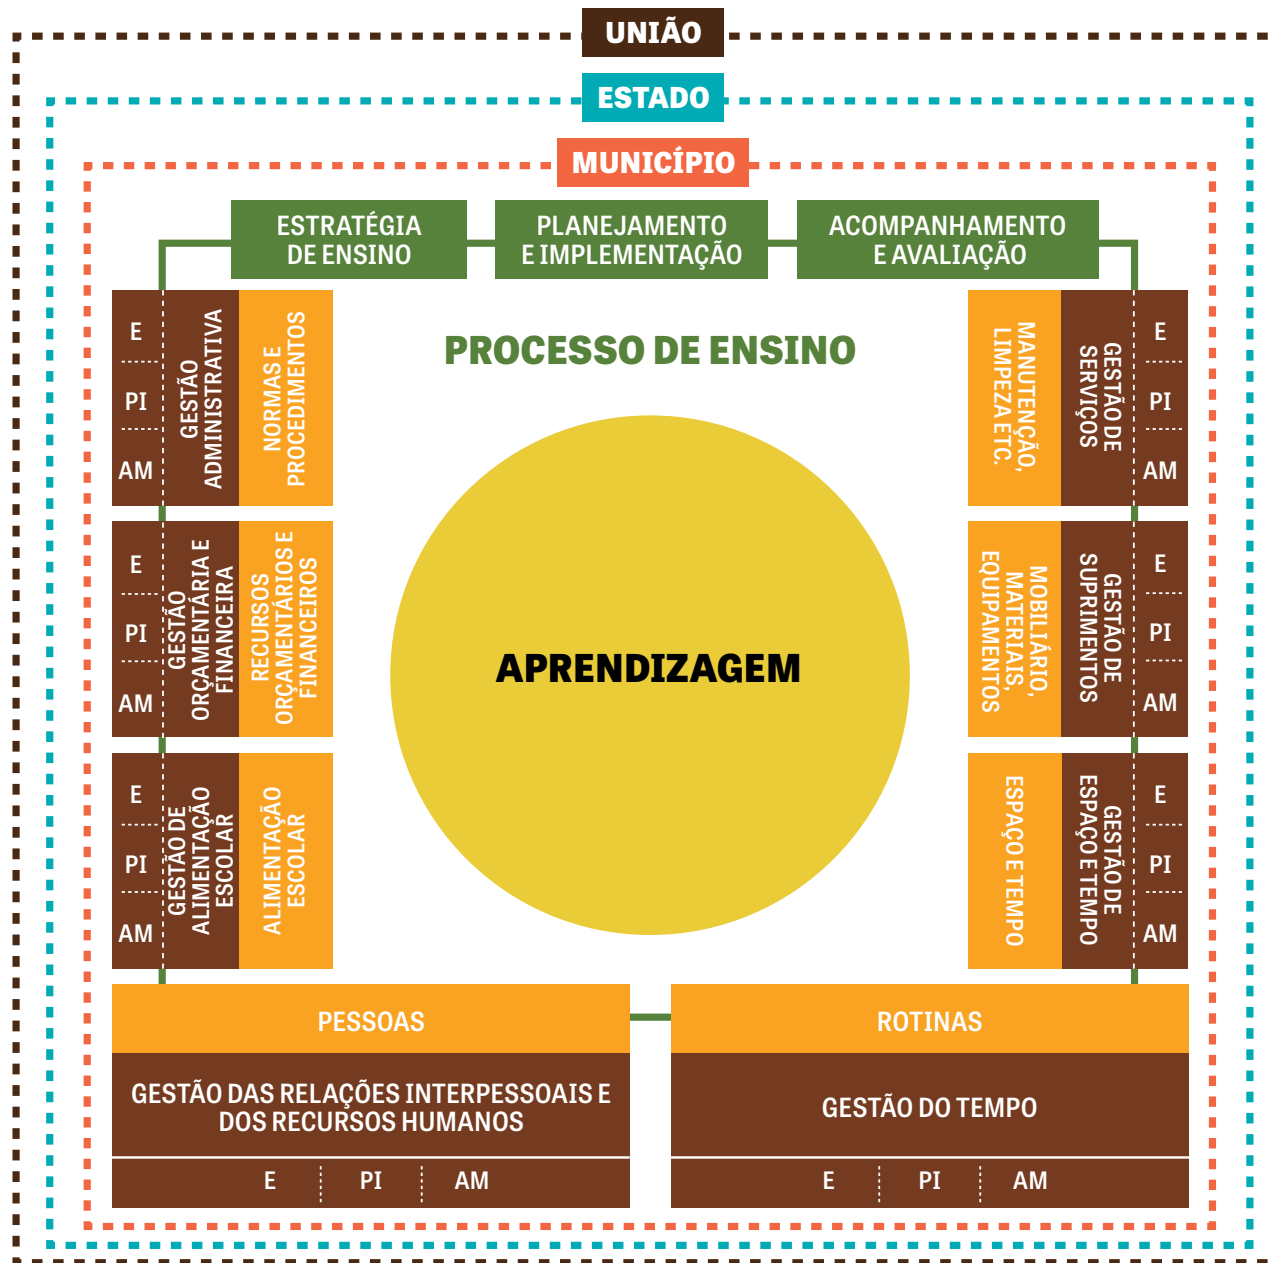 UNIÃO
ESTADO
MUNICÍPIO
ESTRATÉGIA
DE ENSINO
PLANEJAMENTO
E IMPLEMENTAÇÃO
ACOMPANHAMENTO
E AVALIAÇÃO
PROCESSO DE ENSINO
APRENDIZAGEM
E
PI
AM
GESTÃO
ADMINISTRATIVA
NORMAS E
PROCEDIMENTOS
E
PI
AM
GESTÃO
ORÇAMENTÁRIA E
FINANCEIRA
RECURSOS
ORÇAMENTÁRIOS E
FINANCEIROS
E
PI
AM
GESTÃO DE
ALIMENTAÇÃO
ESCOLAR
ALIMENTAÇÃO
ESCOLAR
MANUTENÇÃO,
LIMPEZA ETC.
GESTÃO DE
SERVIÇOS
E
PI
AM
MOBILIÁRIO,
MATERIAIS,
EQUIPAMENTOS
GESTÃO DE
SUPRIMENTOS
E
PI
AM
ESPAÇO E TEMPO
GESTÃO DE
ESPAÇO E TEMPO
E
PI
AM
PESSOAS
GESTÃO DAS RELAÇÕES INTERPESSOAIS E
DOS RECURSOS HUMANOS
E PI AM
ROTINAS
GESTÃO DO TEMPO
E PI AM